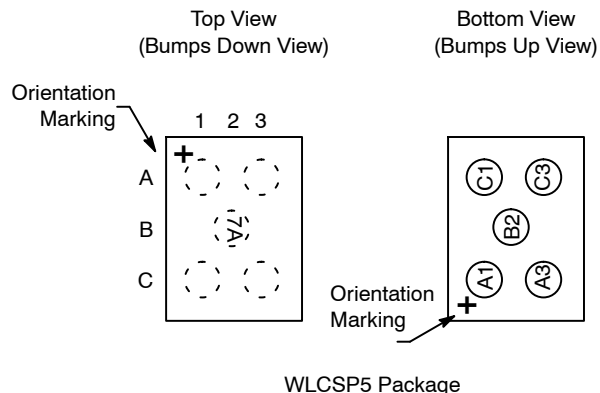 Top View
(Bumps Down View)
Bottom View
(Bumps Up View)
Orientation
Marking
1 2 3
A
B
C
7A
C1
C3
B2
A1
A3
Orientation
Marking
WLCSP5 Package